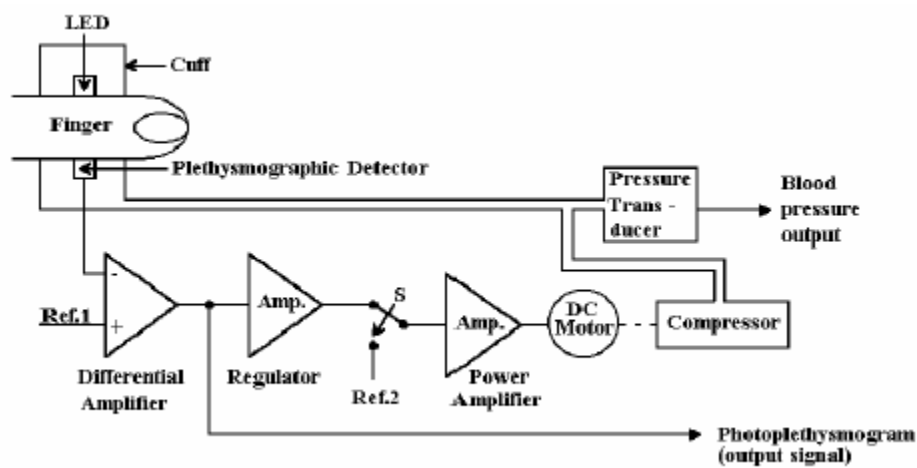 LED
Cuff
Finger
Plethysmographic Detector
Pressure
Trans -
ducer
Blood
pressure
output
-
Ref.1
+
Amp.
S
Amp.
DC
Motor
Compressor
Differential
Amplifier
Regulator
Ref.2
Power
Amplifier
Photoplethysmogram
(output signal)